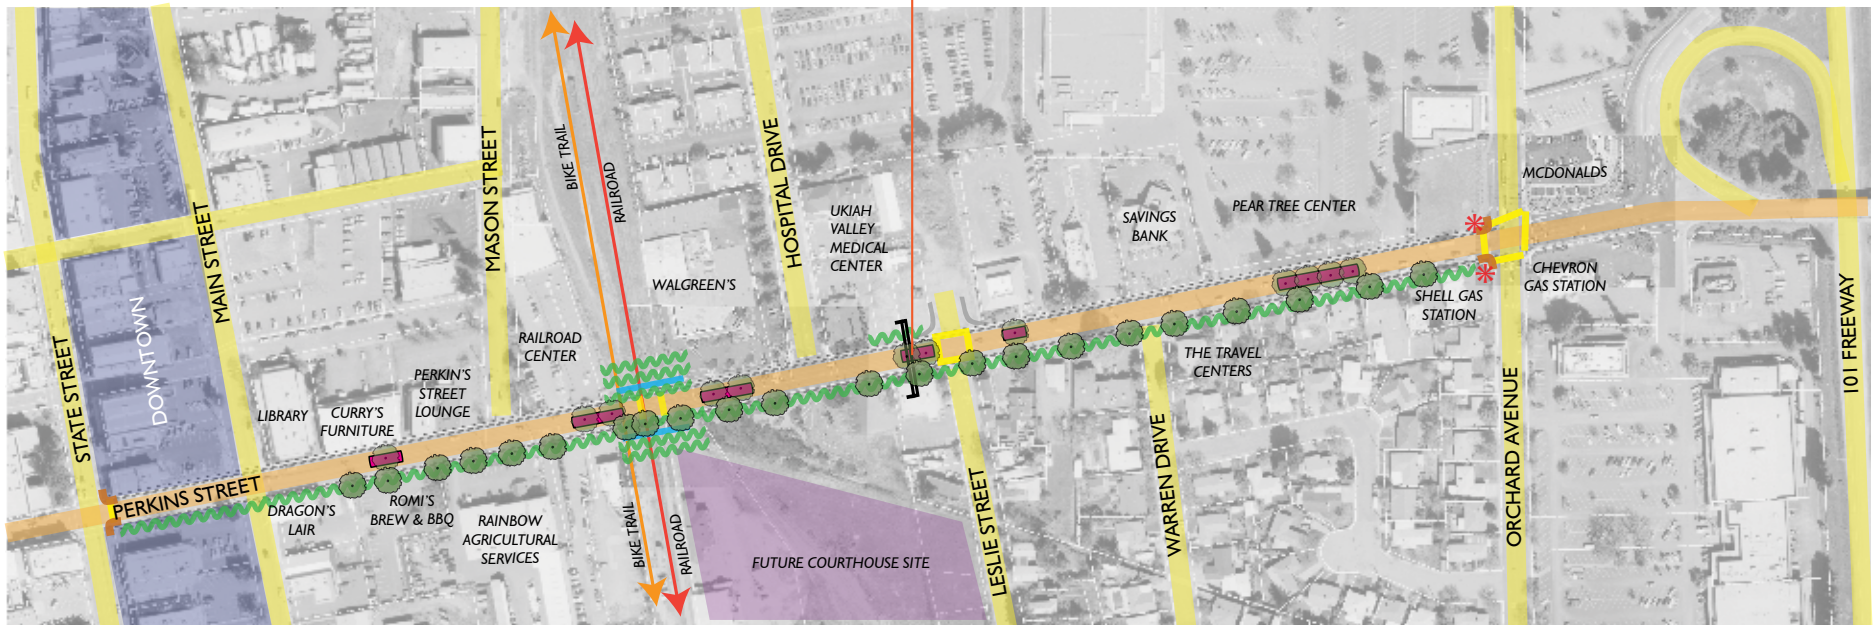 STATE STREET
DOWNTOWN
MAIN STREET
PERKINS STREET
LIBRARY
CURRY'S
FURNITURE
PERKIN'S
STREET
LOUNGE
DRAGON'S
LAIR
ROMI'S
BREW & BBQ
RAINBOW
AGRICULTURAL
SERVICES
MASON STREET
RAILROAD
CENTER
BIKE TRAIL
RAILROAD
BIKE TRAIL
RAILROAD
WALGREEN'S
HOSPITAL DRIVE
UKIAH
VALLEY
MEDICAL
CENTER
FUTURE COURTHOUSE SITE
LESLIE STREET
SAVINGS
BANK
PEAR TREE CENTER
WARREN DRIVE
THE TRAVEL
CENTERS
SHELL GAS
STATION
ORCHARD AVENUE
MCDONALDS
CHEVRON
GAS STATION
101 FREEWAY